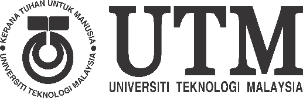 • KERANA TUHAN UNTUK MANUSIA •
UNIVERSITI TEKNOLOGI MALAYSIA
UTM
UNIVERSITI TEKNOLOGI MALAYSIA